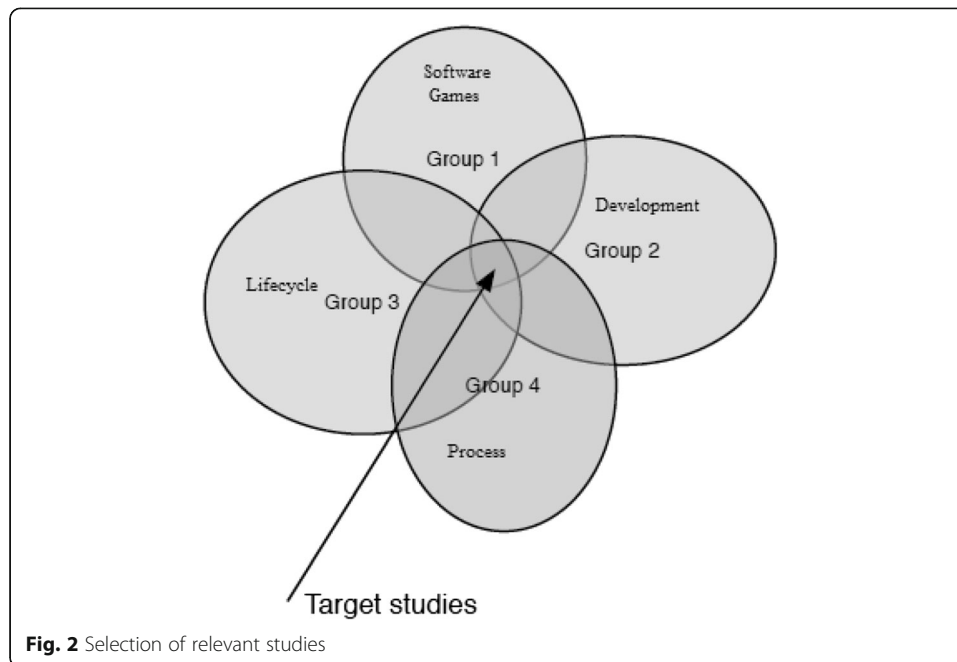 Software
Games
Group 1
Development
Group 2
Lifecycle
Group 3
Group 4
Process
Target studies
Fig. 2 Selection of relevant studies